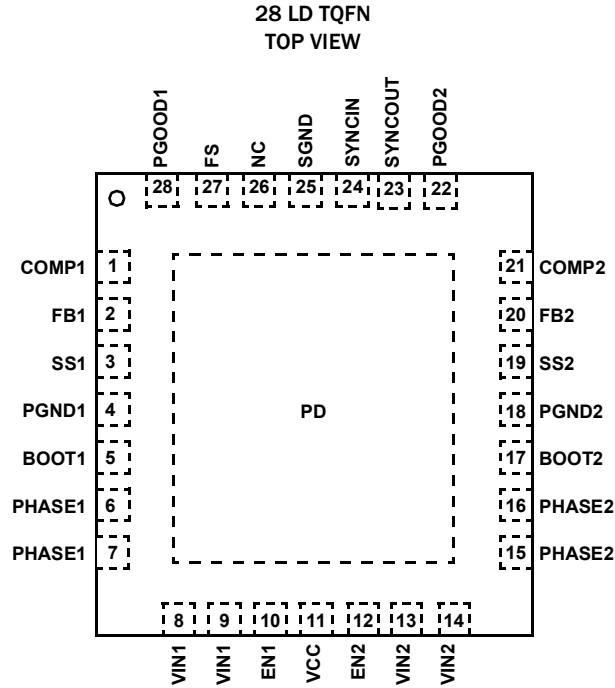 28 LD TQFN
TOP VIEW
PGOOD1
FS
NC
SGND
SYNCIN
SYNCOUT
PGOOD2
28 27 26 25 24 23 22
COMP1 1 21 COMP2
FB1 2 20 FB2
SS1 3 19 SS2
PGND1 4 PD 18 PGND2
BOOT1 5 17 BOOT2
PHASE1 6 16 PHASE2
PHASE1 7 15 PHASE2
8 9 10 11 12 13 14
VIN1
VIN1
EN1
VCC
EN2
VIN2
VIN2